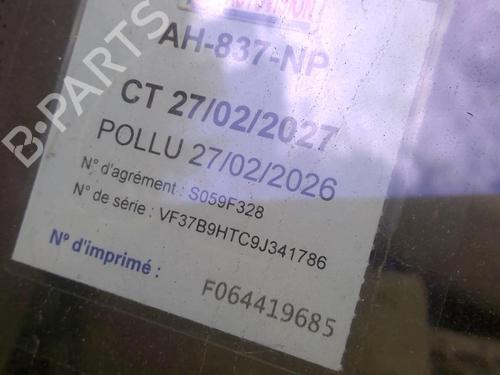 AH-837-NP
CT 27/02/2027
POLLU 27/02/2026
N° d'agrément : S059F328
N° de série : VF37B9HTC9J341786
N° d'imprimé :
F064419685
B-PARTS